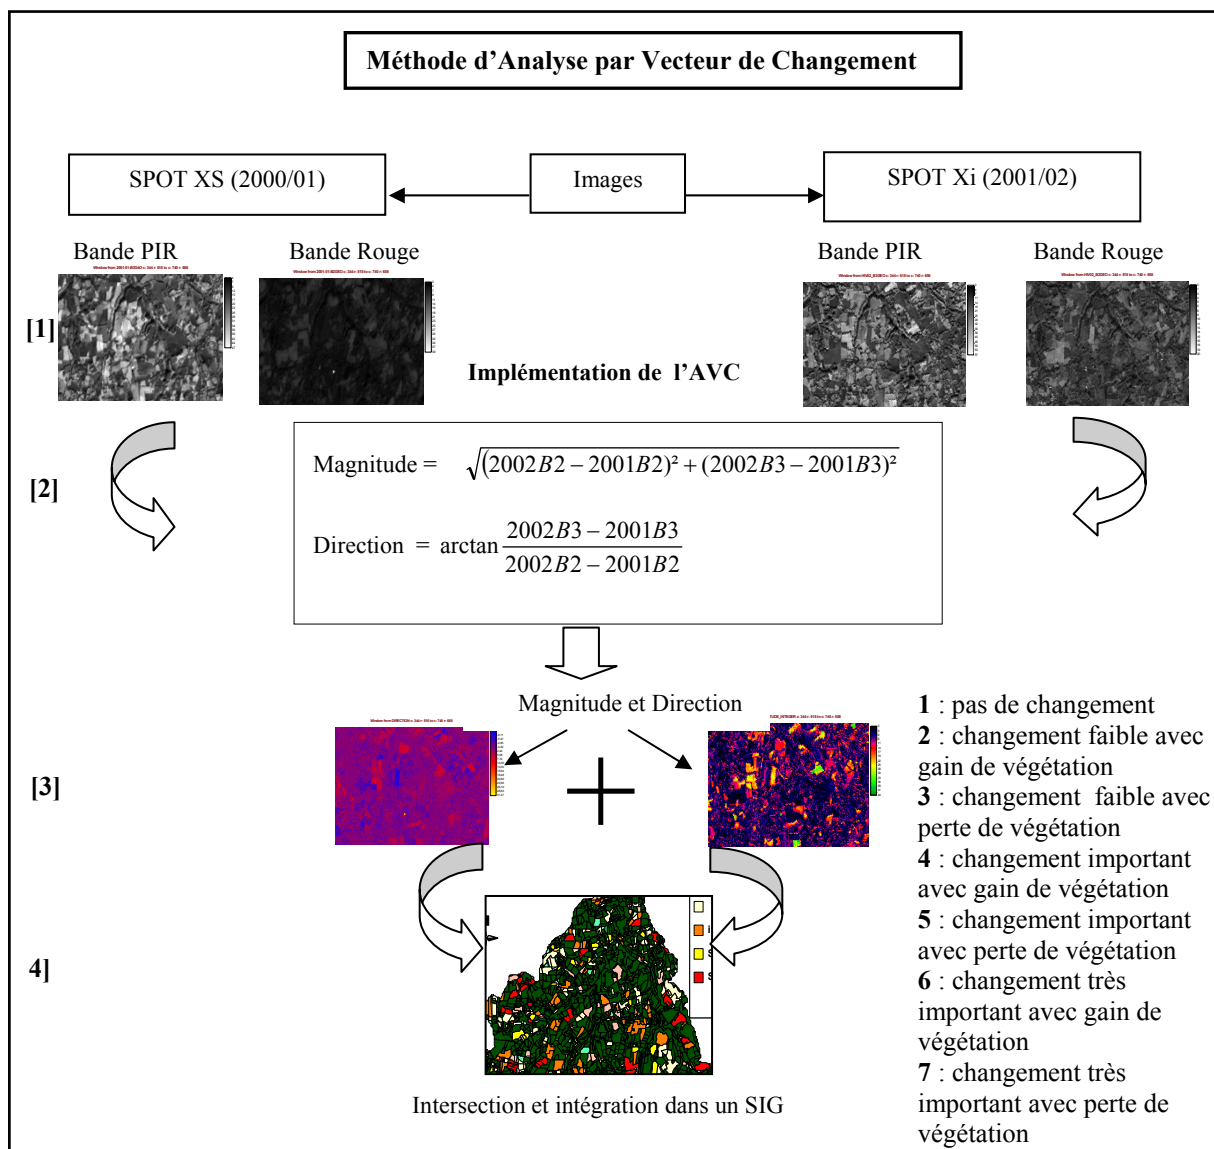 Méthode d'Analyse par Vecteur de Changement
SPOT XS (2000/01)
Images
SPOT Xi (2001/02)
Bande PIR
Bande Rouge
Bande PIR
Bande Rouge
[1]
Implémentation de l'AVC
[2]
Magnitude = √(2002B2 − 2001B2)² + (2002B3 − 2001B3)²
Direction = arctan (2002B3 − 2001B3) / (2002B2 − 2001B2)
Magnitude et Direction
[3]
1 : pas de changement
2 : changement faible avec
gain de végétation
3 : changement faible avec
perte de végétation
4 : changement important
avec gain de végétation
5 : changement important
avec perte de végétation
6 : changement très
important avec gain de
végétation
7 : changement très
important avec perte de
végétation
4]
Intersection et intégration dans un SIG